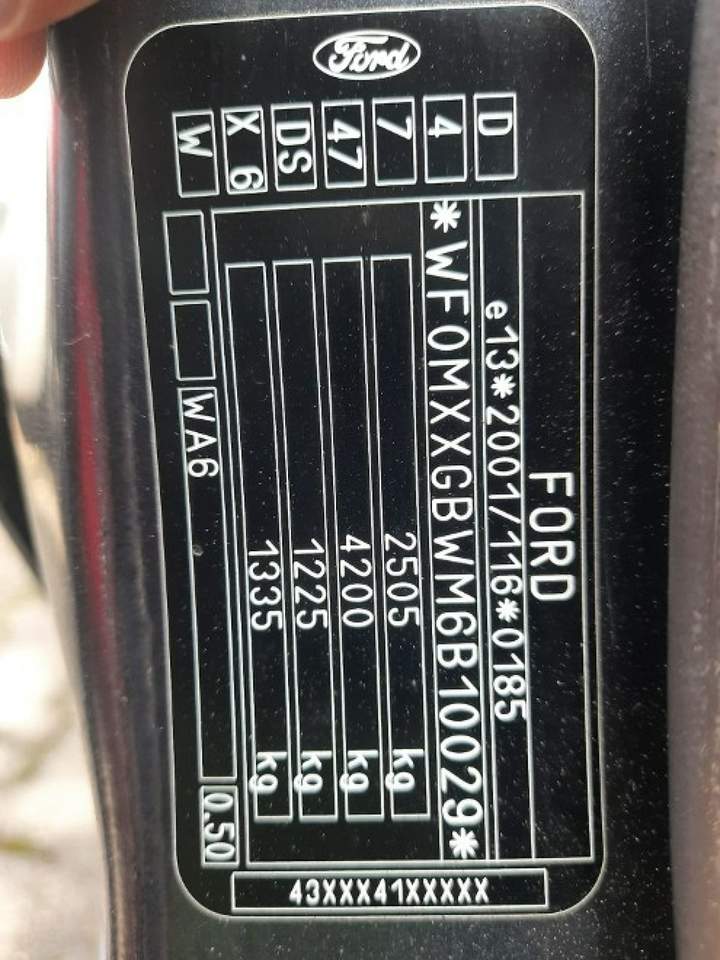 Ford
FORD
e13*2001/116*0185
D
4 *WF0MXXGBWM6B10029*
7 2505 kg
47 4200 kg
DS 1225 kg
X 6 1335 kg
W WA6 0.50
43XXX41XXXXX